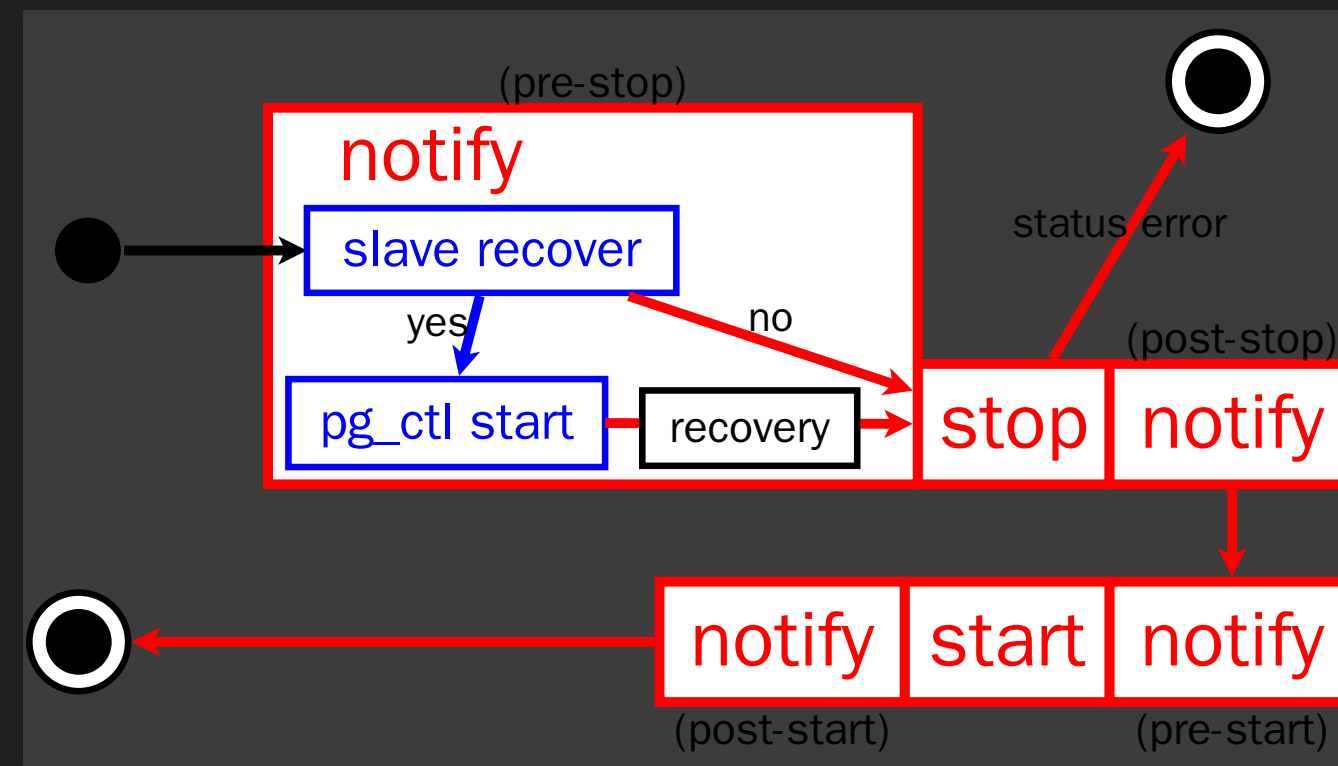 (pre-stop)
notify
slave recover
status error
yes
no
(post-stop)
pg_ctl start
recovery
stop
notify
notify
start
notify
(post-start)
(pre-start)